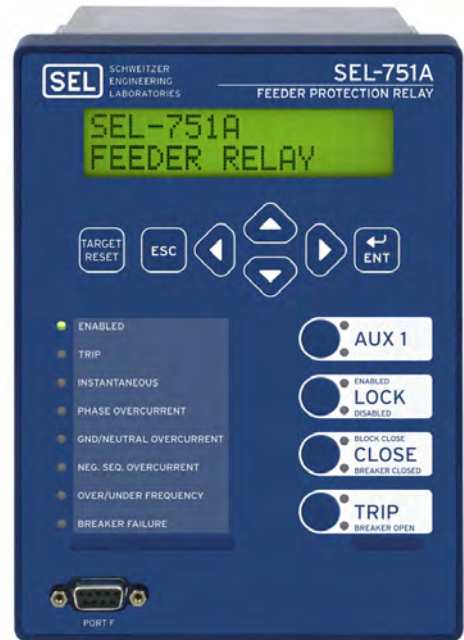 SEL
SCHWEITZER
ENGINEERING
LABORATORIES
SEL-751A
FEEDER PROTECTION RELAY
SEL-751A
FEEDER RELAY
TARGET
RESET
ESC
ENT
ENABLED
TRIP
INSTANTANEOUS
PHASE OVERCURRENT
GND/NEUTRAL OVERCURRENT
NEG. SEQ. OVERCURRENT
OVER/UNDER FREQUENCY
BREAKER FAILURE
AUX 1
ENABLED
LOCK
DISABLED
BLOCK CLOSE
CLOSE
BREAKER CLOSED
TRIP
BREAKER OPEN
PORT F